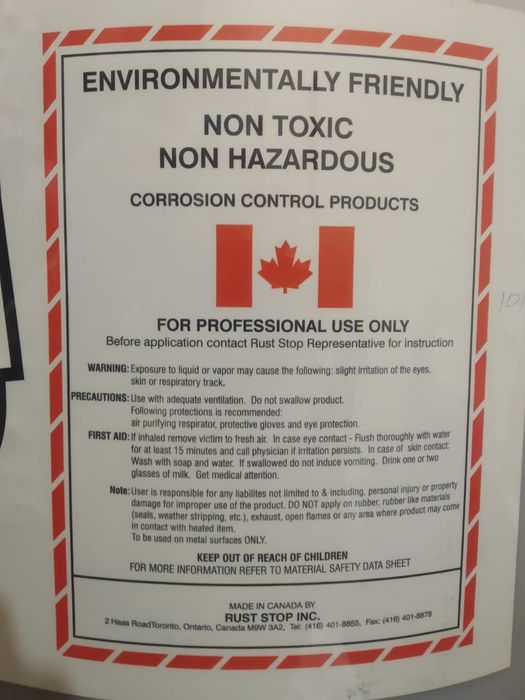 ENVIRONMENTALLY FRIENDLY
NON TOXIC
NON HAZARDOUS
CORROSION CONTROL PRODUCTS
FOR PROFESSIONAL USE ONLY
Before application contact Rust Stop Representative for instruction
WARNING: Exposure to liquid or vapor may cause the following: slight irritation of the eyes,
skin or respiratory track.
PRECAUTIONS: Use with adequate ventilation. Do not swallow product.
Following protections is recommended:
air purifying respirator, protective gloves and eye protection.
FIRST AID: If inhaled remove victim to fresh air. In case eye contact - Flush thoroughly with water
for at least 15 minutes and call physician if irritation persists. In case of skin contact:
Wash with soap and water. If swallowed do not induce vomiting. Drink one or two
glasses of milk. Get medical attention.
Note: User is responsible for any liabilites not limited to & including, personal injury or property
damage for improper use of the product. DO NOT apply on rubber, rubber like materials
(seals, weather stripping, etc.), exhaust, open flames or any area where product may come
in contact with heated item.
To be used on metal surfaces ONLY.
KEEP OUT OF REACH OF CHILDREN
FOR MORE INFORMATION REFER TO MATERIAL SAFETY DATA SHEET
MADE IN CANADA BY
RUST STOP INC.
2 Haas RoadToronto, Ontario, Canada M9W 3A2, Tel: (416) 401-8855, Fax: (416) 401-8878